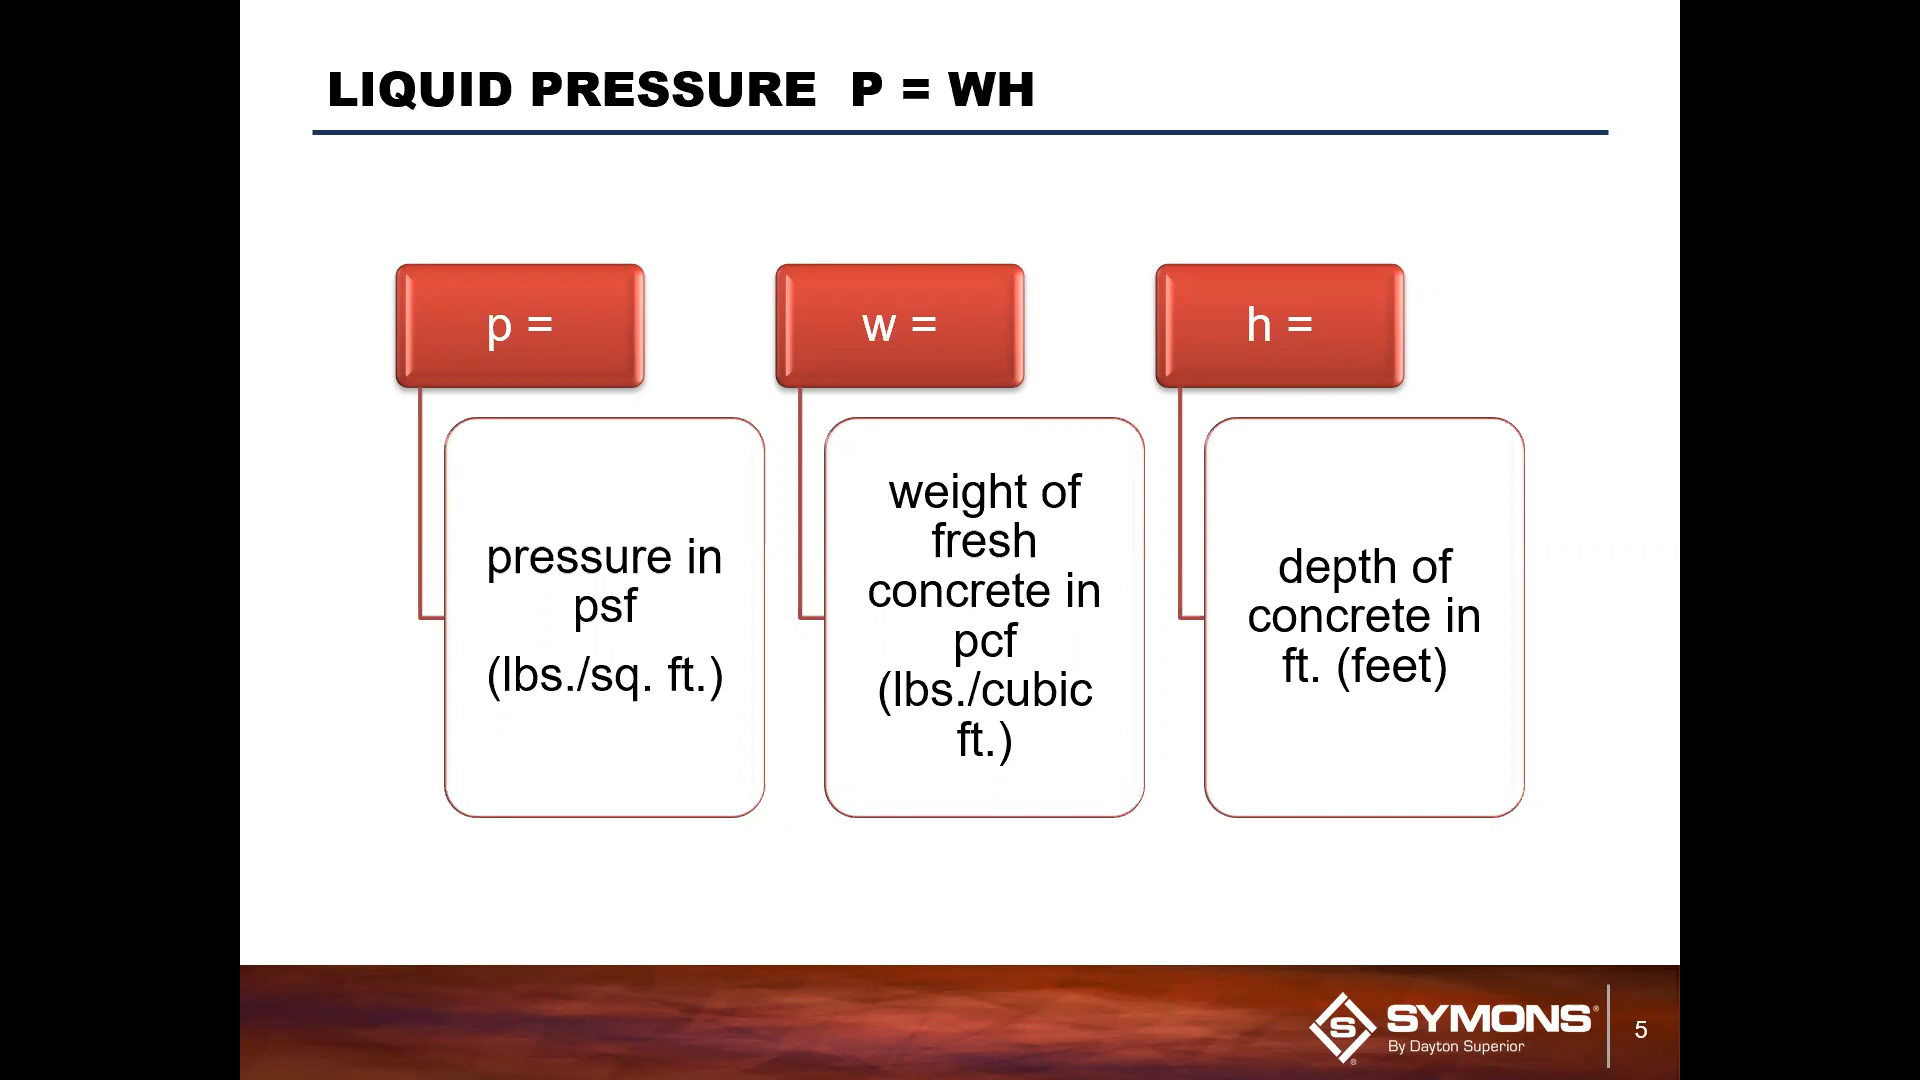 LIQUID PRESSURE P = WH
p =
pressure in
psf
(lbs./sq. ft.)
w =
weight of
fresh
concrete in
pcf
(lbs./cubic
ft.)
h =
depth of
concrete in
ft. (feet)
S SYMONS®
By Dayton Superior
®
5